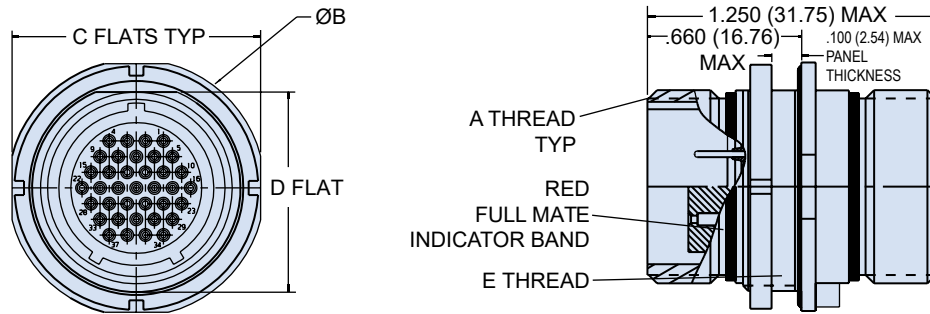 C FLATS TYP
ØB
D FLAT
4 1
9 5
15 10
22 16
28 23
33 29
37 34
1.250 (31.75) MAX
.660 (16.76)
MAX
.100 (2.54) MAX
PANEL
THICKNESS
A THREAD
TYP
RED
FULL MATE
INDICATOR BAND
E THREAD